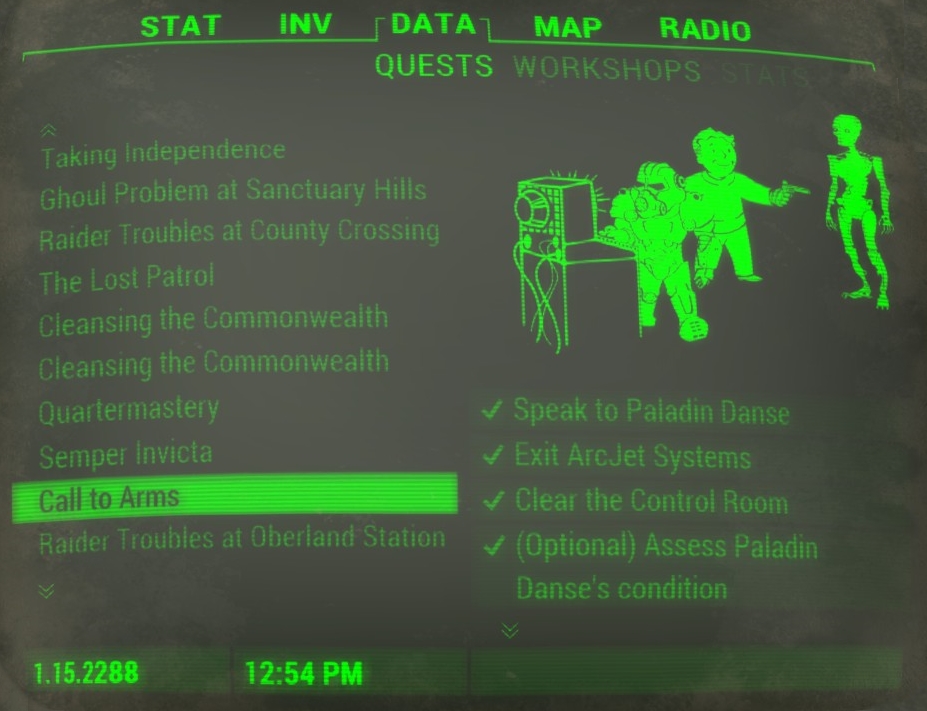 STAT INV DATA MAP RADIO
QUESTS WORKSHOPS STATS
Taking Independence
Ghoul Problem at Sanctuary Hills
Raider Troubles at County Crossing
The Lost Patrol
Cleansing the Commonwealth
Cleansing the Commonwealth
Quartermastery
Semper Invicta
Call to Arms
Raider Troubles at Oberland Station
Speak to Paladin Danse
Exit ArcJet Systems
Clear the Control Room
(Optional) Assess Paladin
Danse's condition
1.15.2288 12:54 PM